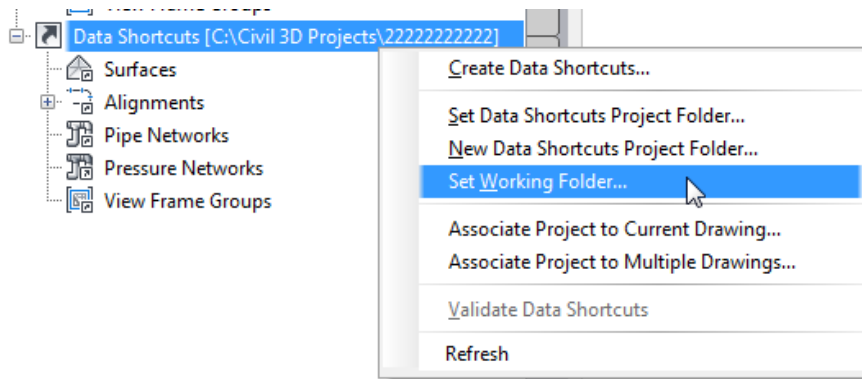 Data Shortcuts [C:\Civil 3D Projects\22222222222]
Surfaces
Alignments
Pipe Networks
Pressure Networks
View Frame Groups
Create Data Shortcuts...
Set Data Shortcuts Project Folder...
New Data Shortcuts Project Folder...
Set Working Folder...
Associate Project to Current Drawing...
Associate Project to Multiple Drawings...
Validate Data Shortcuts
Refresh